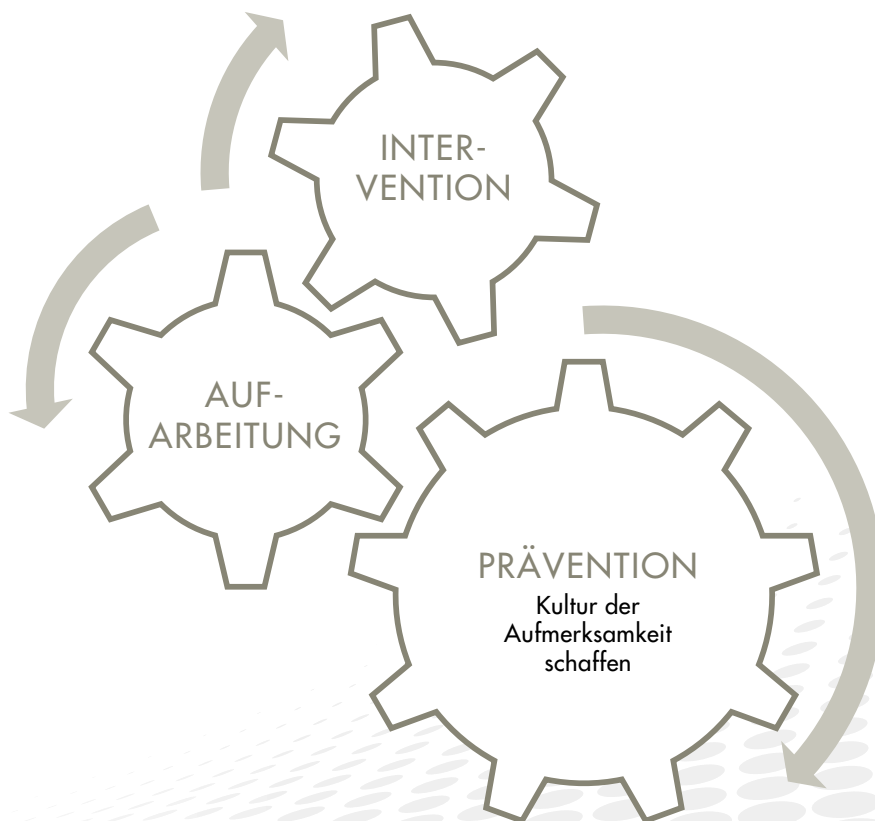 INTER-
VENTION
AUF-
ARBEITUNG
PRÄVENTION
Kultur der
Aufmerksamkeit
schaffen